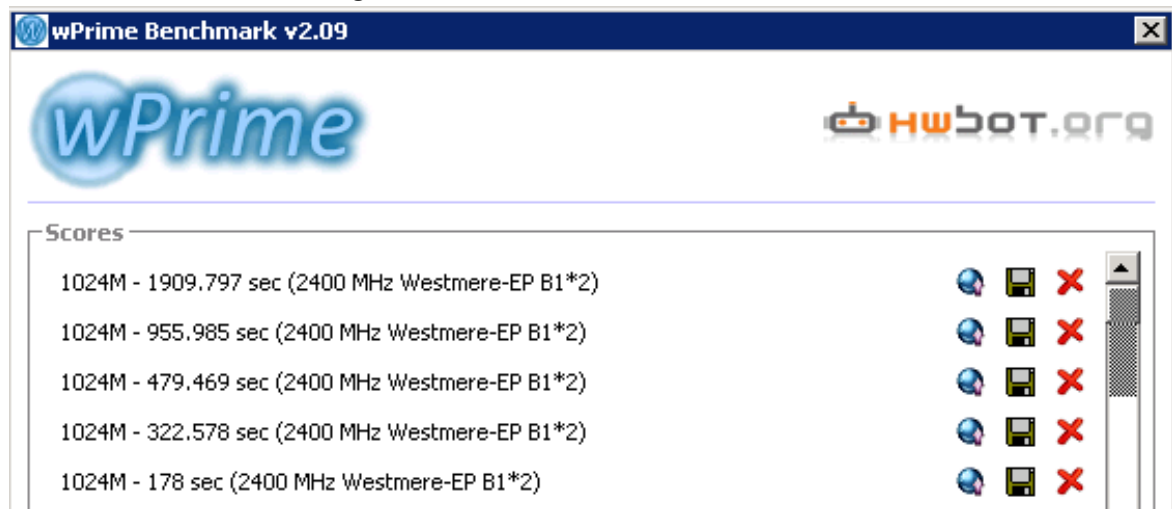 wPrime Benchmark v2.09
wPrime
hwbot.org
Scores
1024M - 1909.797 sec (2400 MHz Westmere-EP B1*2)
1024M - 955.985 sec (2400 MHz Westmere-EP B1*2)
1024M - 479.469 sec (2400 MHz Westmere-EP B1*2)
1024M - 322.578 sec (2400 MHz Westmere-EP B1*2)
1024M - 178 sec (2400 MHz Westmere-EP B1*2)